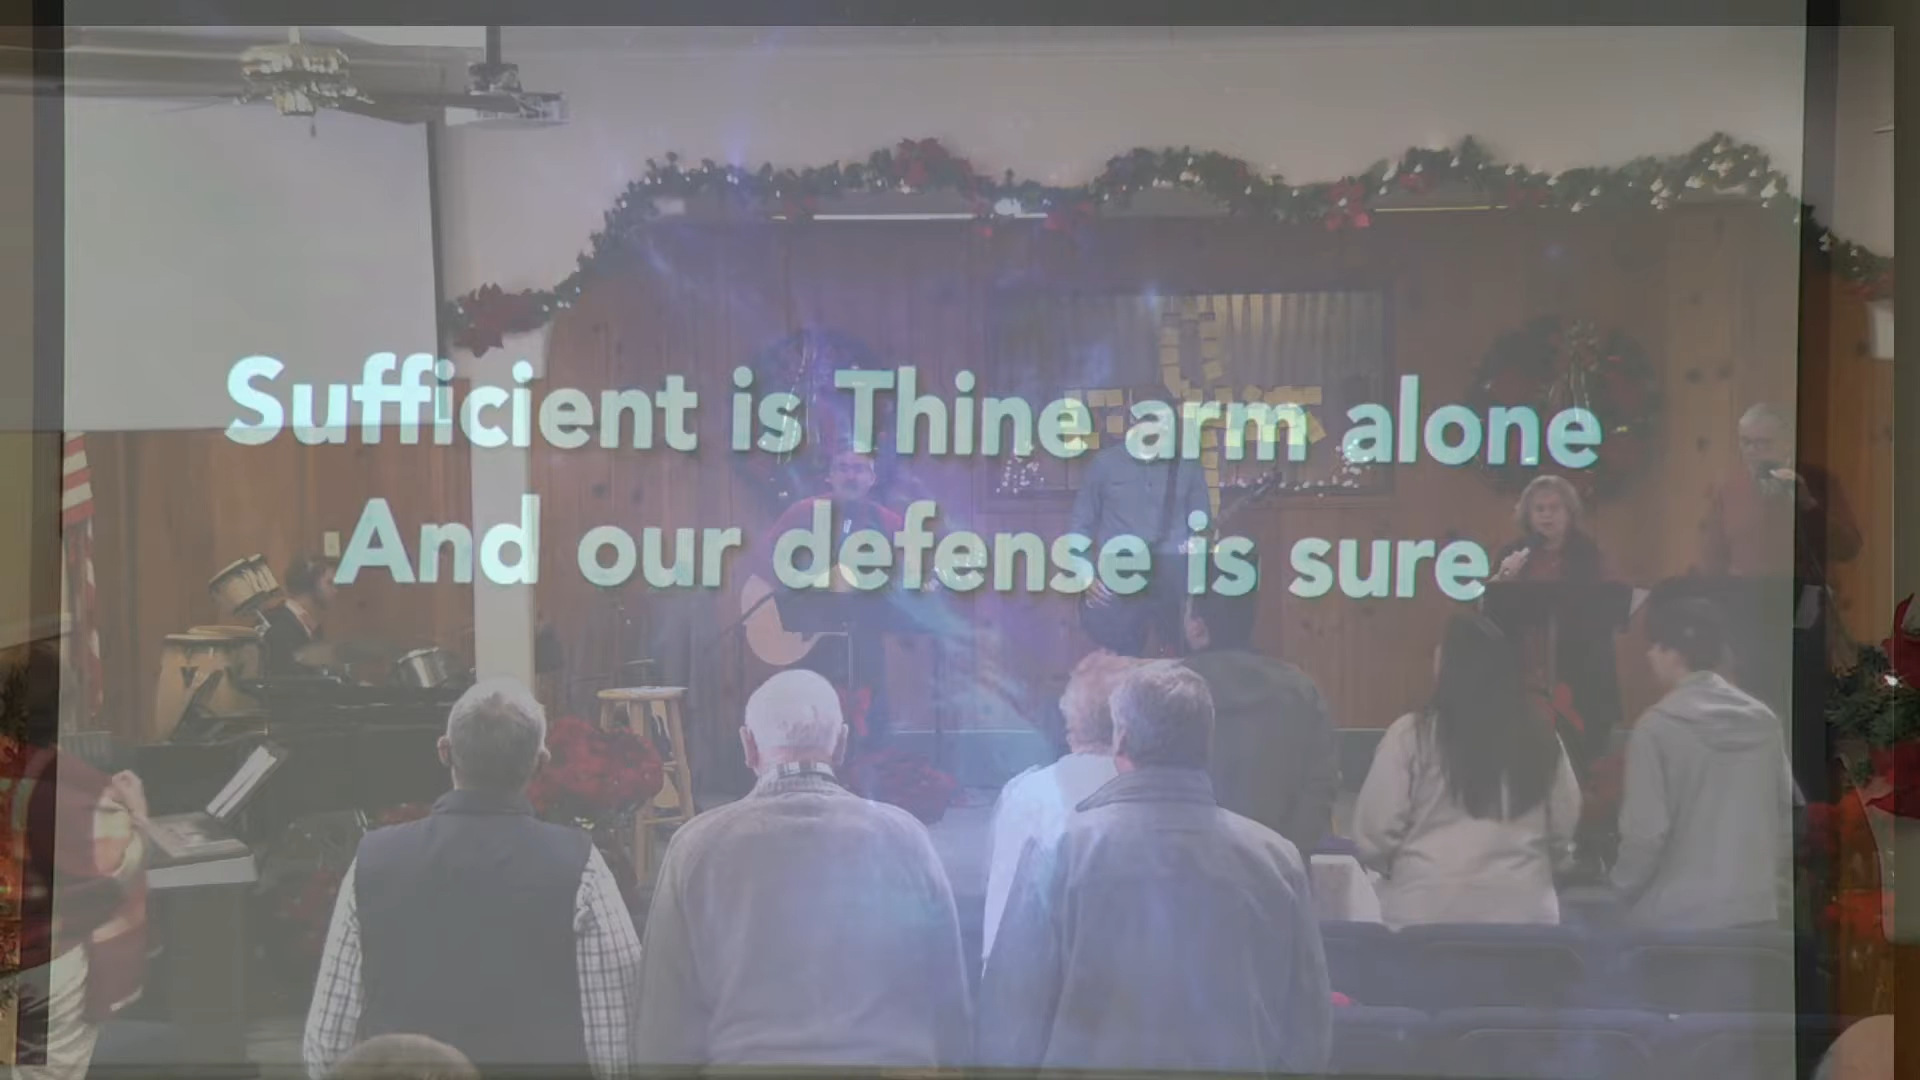 Sufficient is Thine arm alone
And our defense is sure